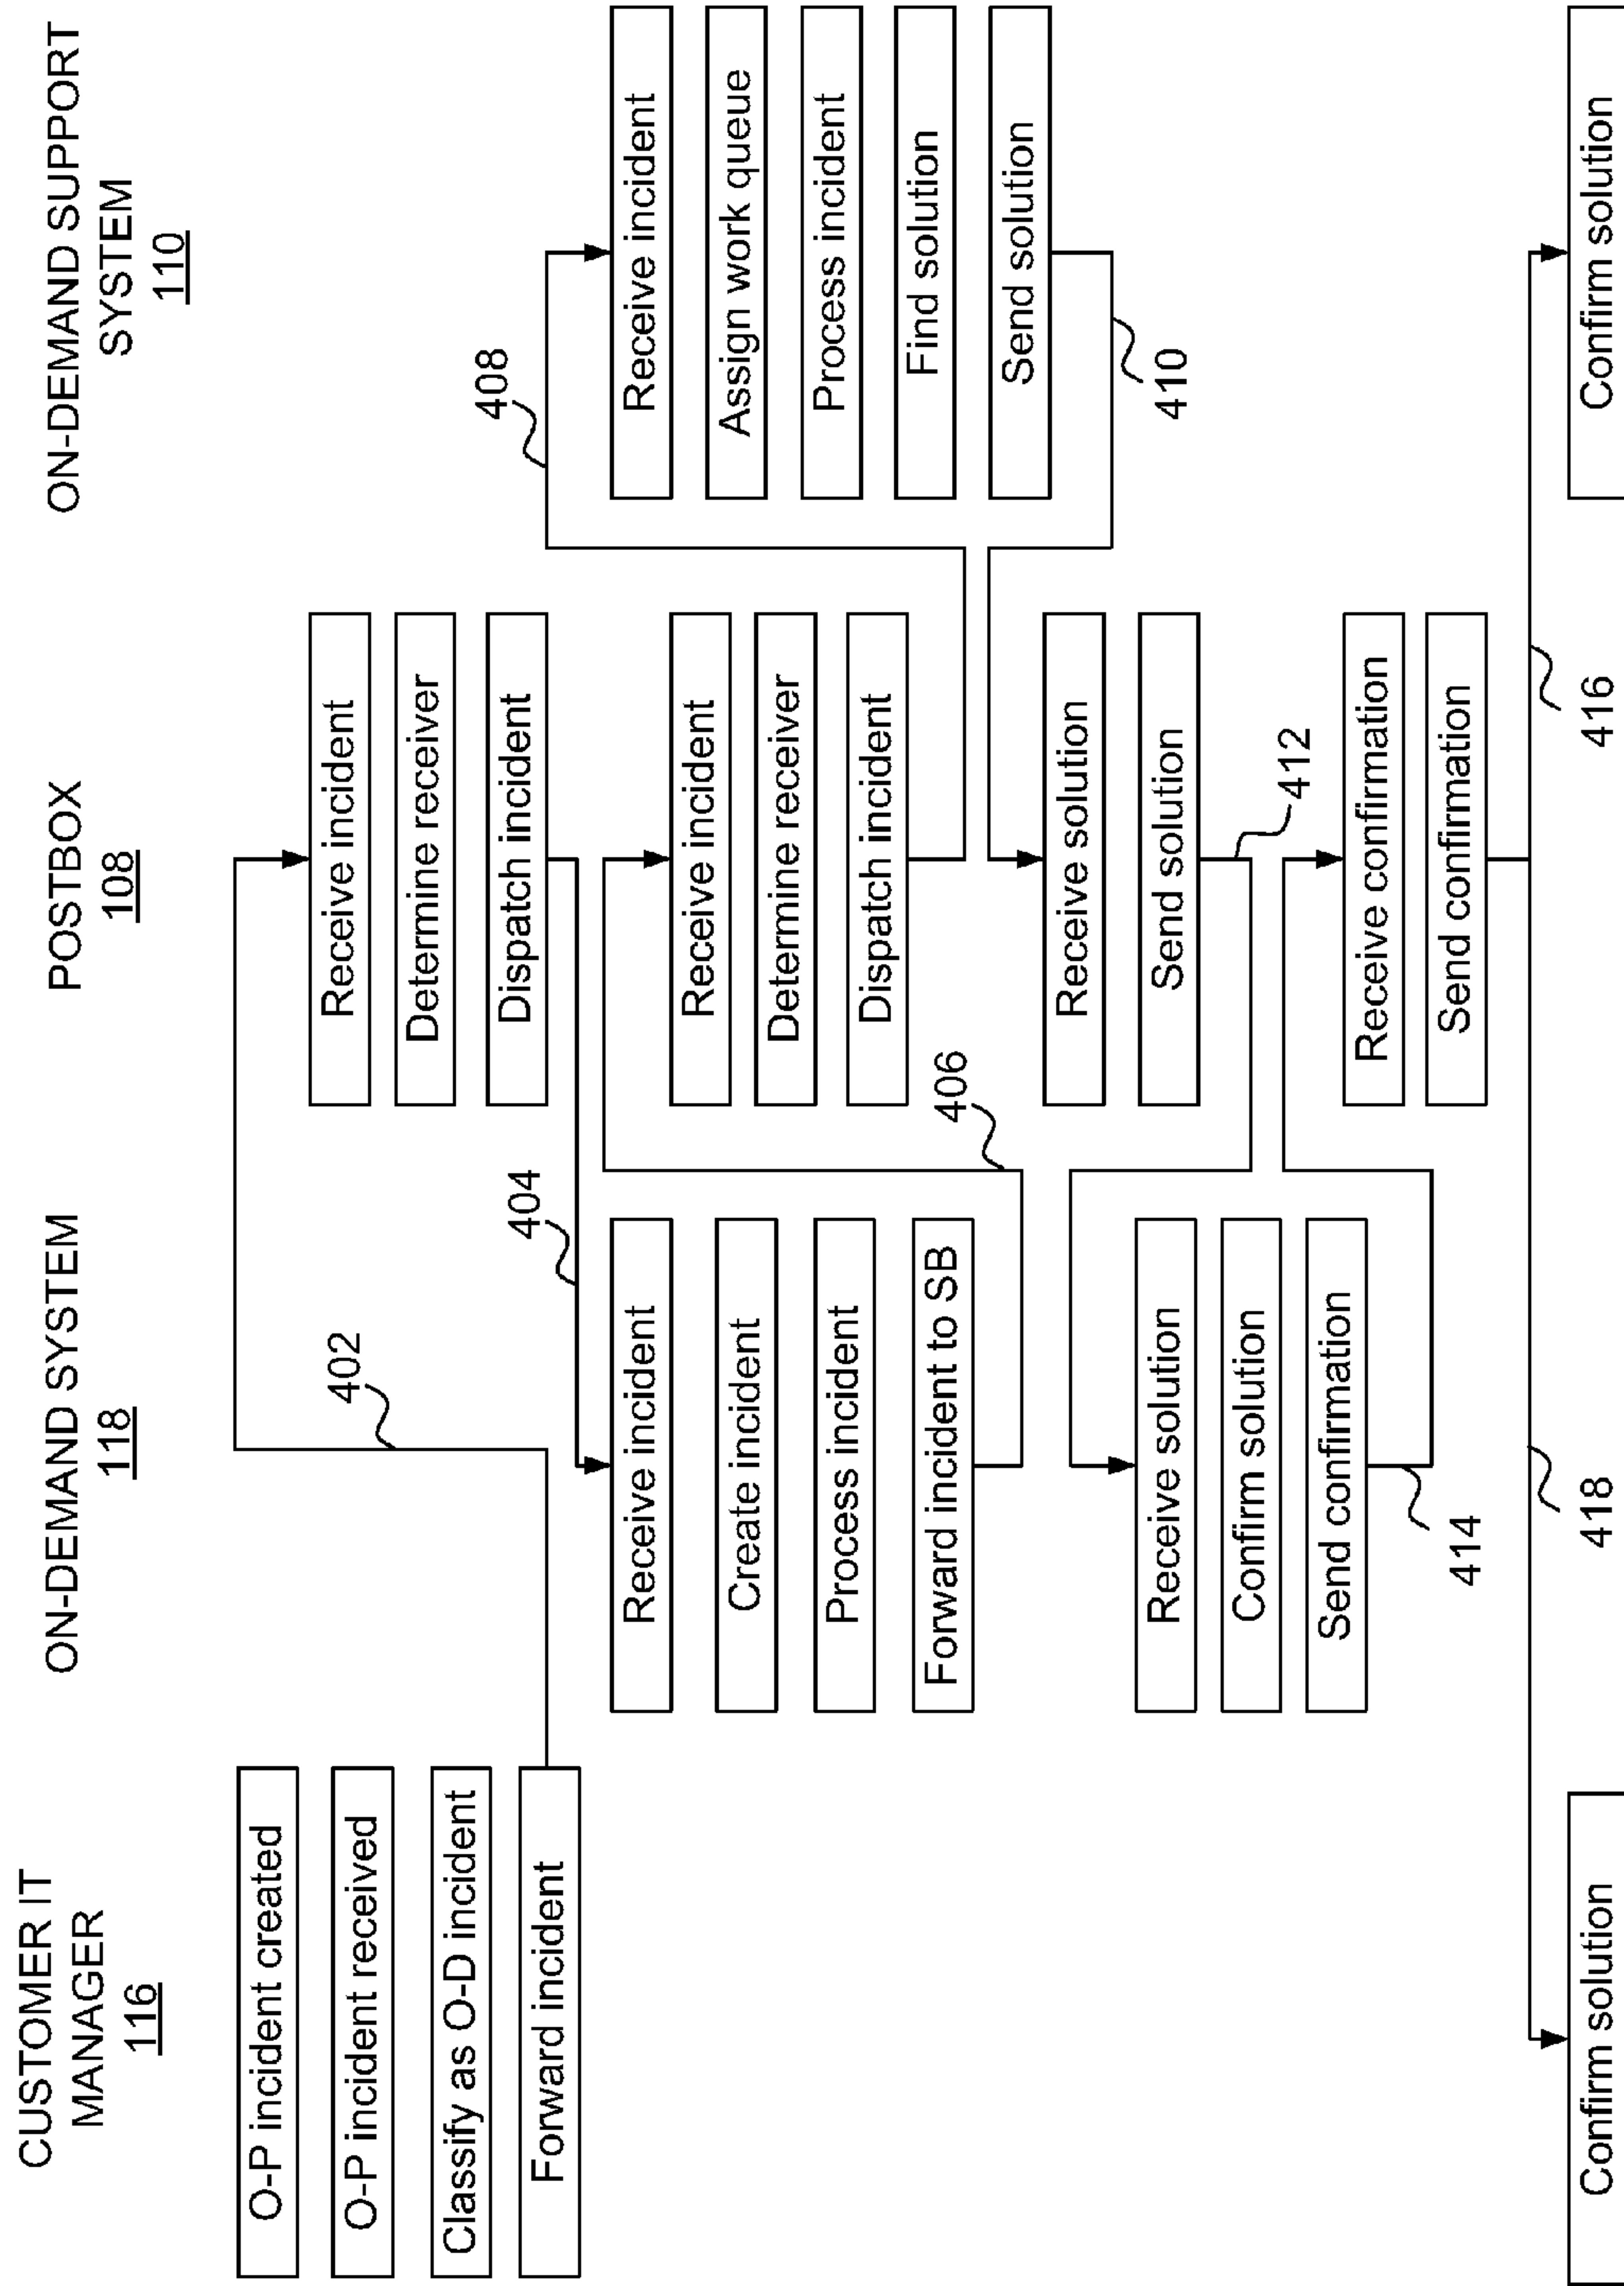 CUSTOMER IT
MANAGER
116
O-P incident created
O-P incident received
Classify as O-D incident
Forward incident
402
ON-DEMAND SYSTEM
118
404
Receive incident
Create incident
Process incident
Forward incident to SB
406
Receive solution
Confirm solution
Send confirmation
414
POSTBOX
108
Receive incident
Determine receiver
Dispatch incident
Receive incident
Determine receiver
Dispatch incident
Receive solution
Send solution
412
Receive confirmation
Send confirmation
ON-DEMAND SUPPORT
SYSTEM
110
408
Receive incident
Assign work queue
Process incident
Find solution
Send solution
410
418
416
Confirm solution
Confirm solution